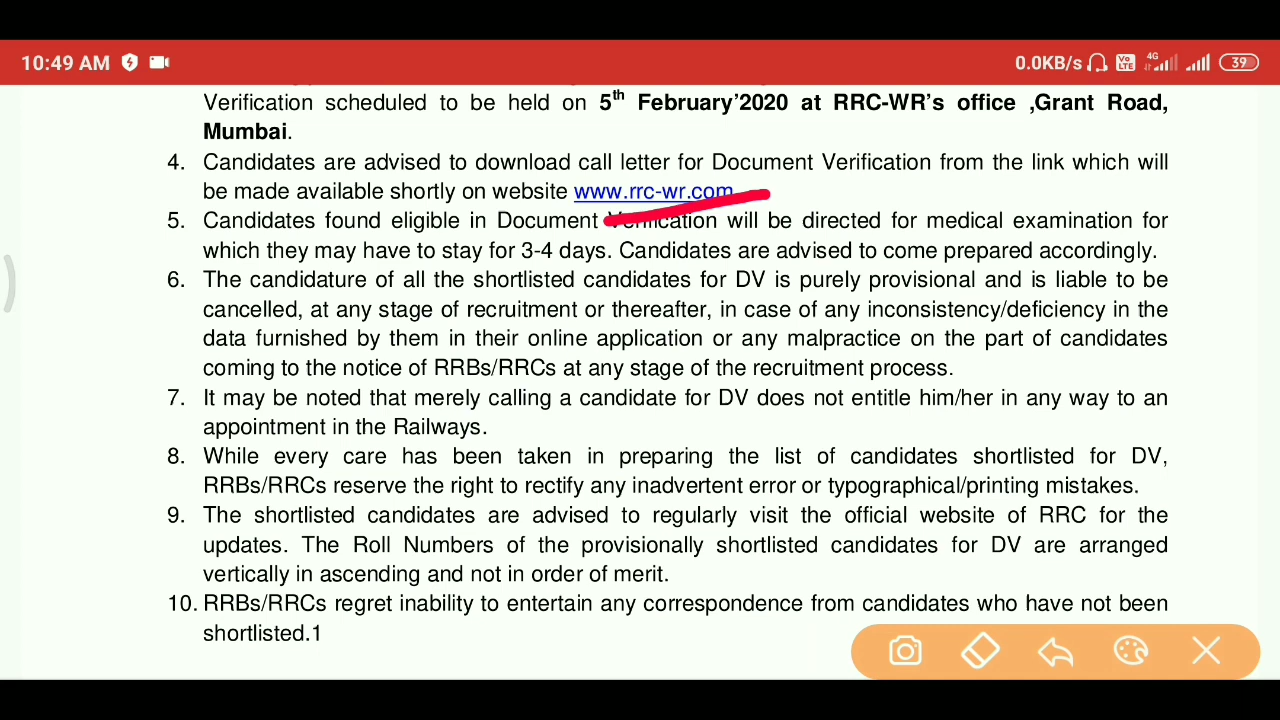 10:49 AM
0.0KB/s Vo LTE 4G 39
Verification scheduled to be held on 5th February'2020 at RRC-WR's office ,Grant Road,
Mumbai.
4. Candidates are advised to download call letter for Document Verification from the link which will
be made available shortly on website www.rrc-wr.com
5. Candidates found eligible in Document Verification will be directed for medical examination for
which they may have to stay for 3-4 days. Candidates are advised to come prepared accordingly.
6. The candidature of all the shortlisted candidates for DV is purely provisional and is liable to be
cancelled, at any stage of recruitment or thereafter, in case of any inconsistency/deficiency in the
data furnished by them in their online application or any malpractice on the part of candidates
coming to the notice of RRBs/RRCs at any stage of the recruitment process.
7. It may be noted that merely calling a candidate for DV does not entitle him/her in any way to an
appointment in the Railways.
8. While every care has been taken in preparing the list of candidates shortlisted for DV,
RRBs/RRCs reserve the right to rectify any inadvertent error or typographical/printing mistakes.
9. The shortlisted candidates are advised to regularly visit the official website of RRC for the
updates. The Roll Numbers of the provisionally shortlisted candidates for DV are arranged
vertically in ascending and not in order of merit.
10. RRBs/RRCs regret inability to entertain any correspondence from candidates who have not been
shortlisted.1